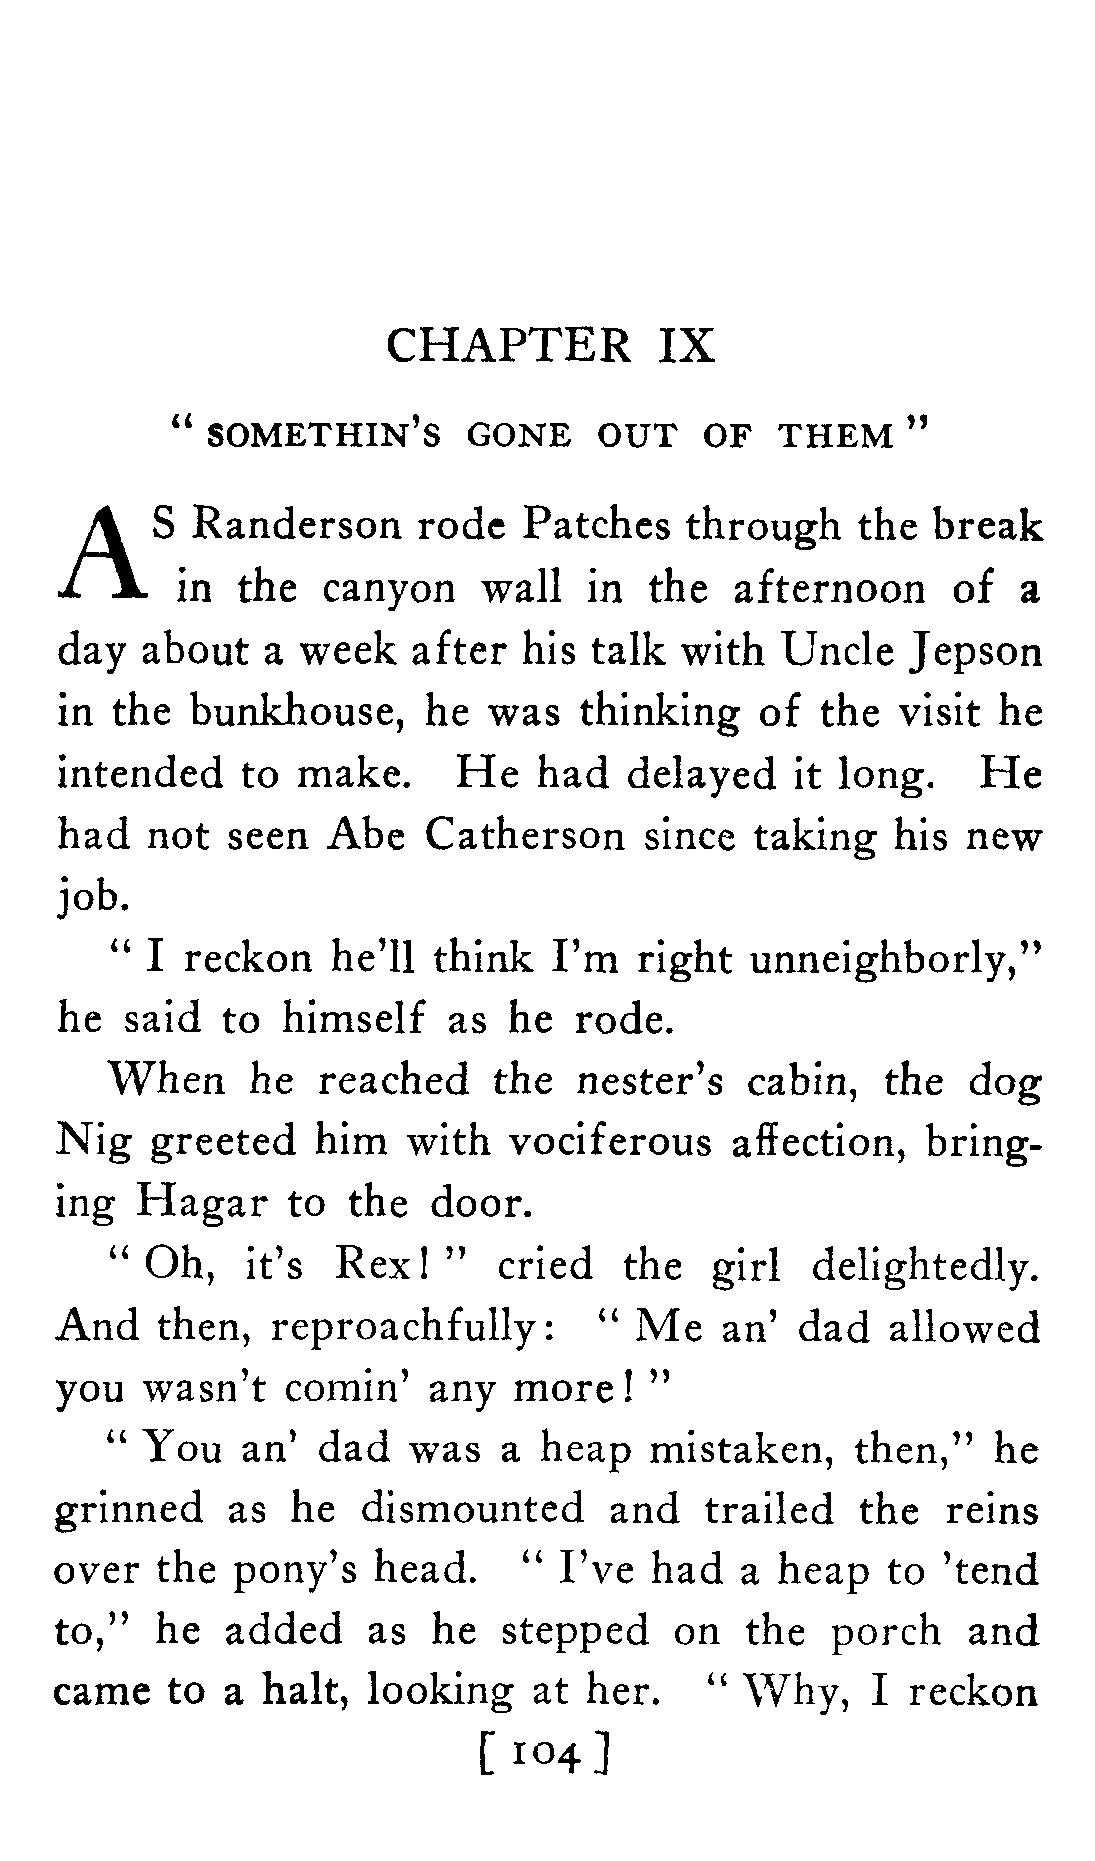 CHAPTER IX
" SOMETHIN'S GONE OUT OF THEM "
AS Randerson rode Patches through the break
in the canyon wall in the afternoon of a
day about a week after his talk with Uncle Jepson
in the bunkhouse, he was thinking of the visit he
intended to make. He had delayed it long. He
had not seen Abe Catherson since taking his new
job.
" I reckon he'll think I'm right unneighborly,"
he said to himself as he rode.
When he reached the nester's cabin, the dog
Nig greeted him with vociferous affection, bring-
ing Hagar to the door.
" Oh, it's Rex! " cried the girl delightedly.
And then, reproachfully: " Me an' dad allowed
you wasn't comin' any more! "
" You an' dad was a heap mistaken, then," he
grinned as he dismounted and trailed the reins
over the pony's head. " I've had a heap to 'tend
to," he added as he stepped on the porch and
came to a halt, looking at her. " Why, I reckon
[ 104 ]